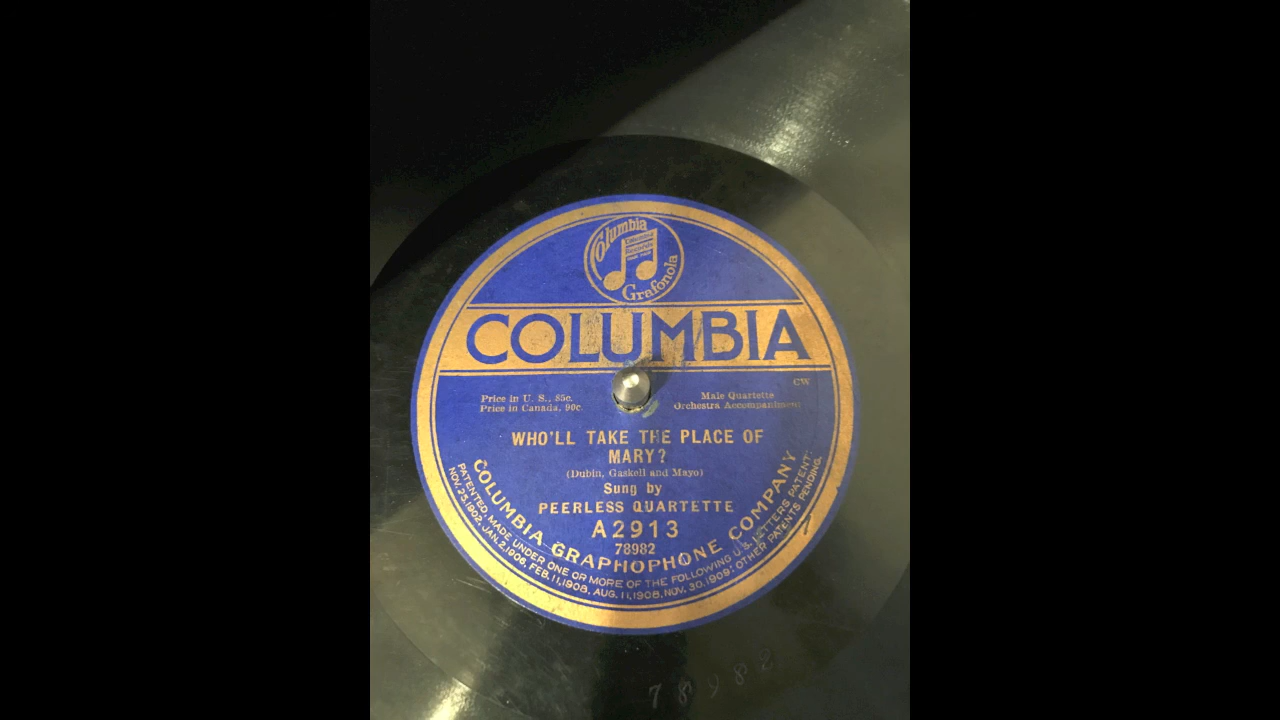 Columbia
Columbia
Records
Grafonola
COLUMBIA
CW
Price in U. S., 85c.
Price in Canada, 90c.
Male Quartette
Orchestra Accompaniment
WHO'LL TAKE THE PLACE OF
MARY?
(Dubin, Gaskell and Mayo)
Sung by
PEERLESS QUARTETTE
A2913
78982
COLUMBIA GRAPHOPHONE COMPANY
PATENTED, MADE UNDER ONE OR MORE OF THE FOLLOWING U.S. LETTERS PATENT:
NOV. 25, 1902, JAN. 2, 1906, FEB. 11, 1908, AUG. 11, 1908, NOV. 30, 1909: OTHER PATENTS PENDING.
78982